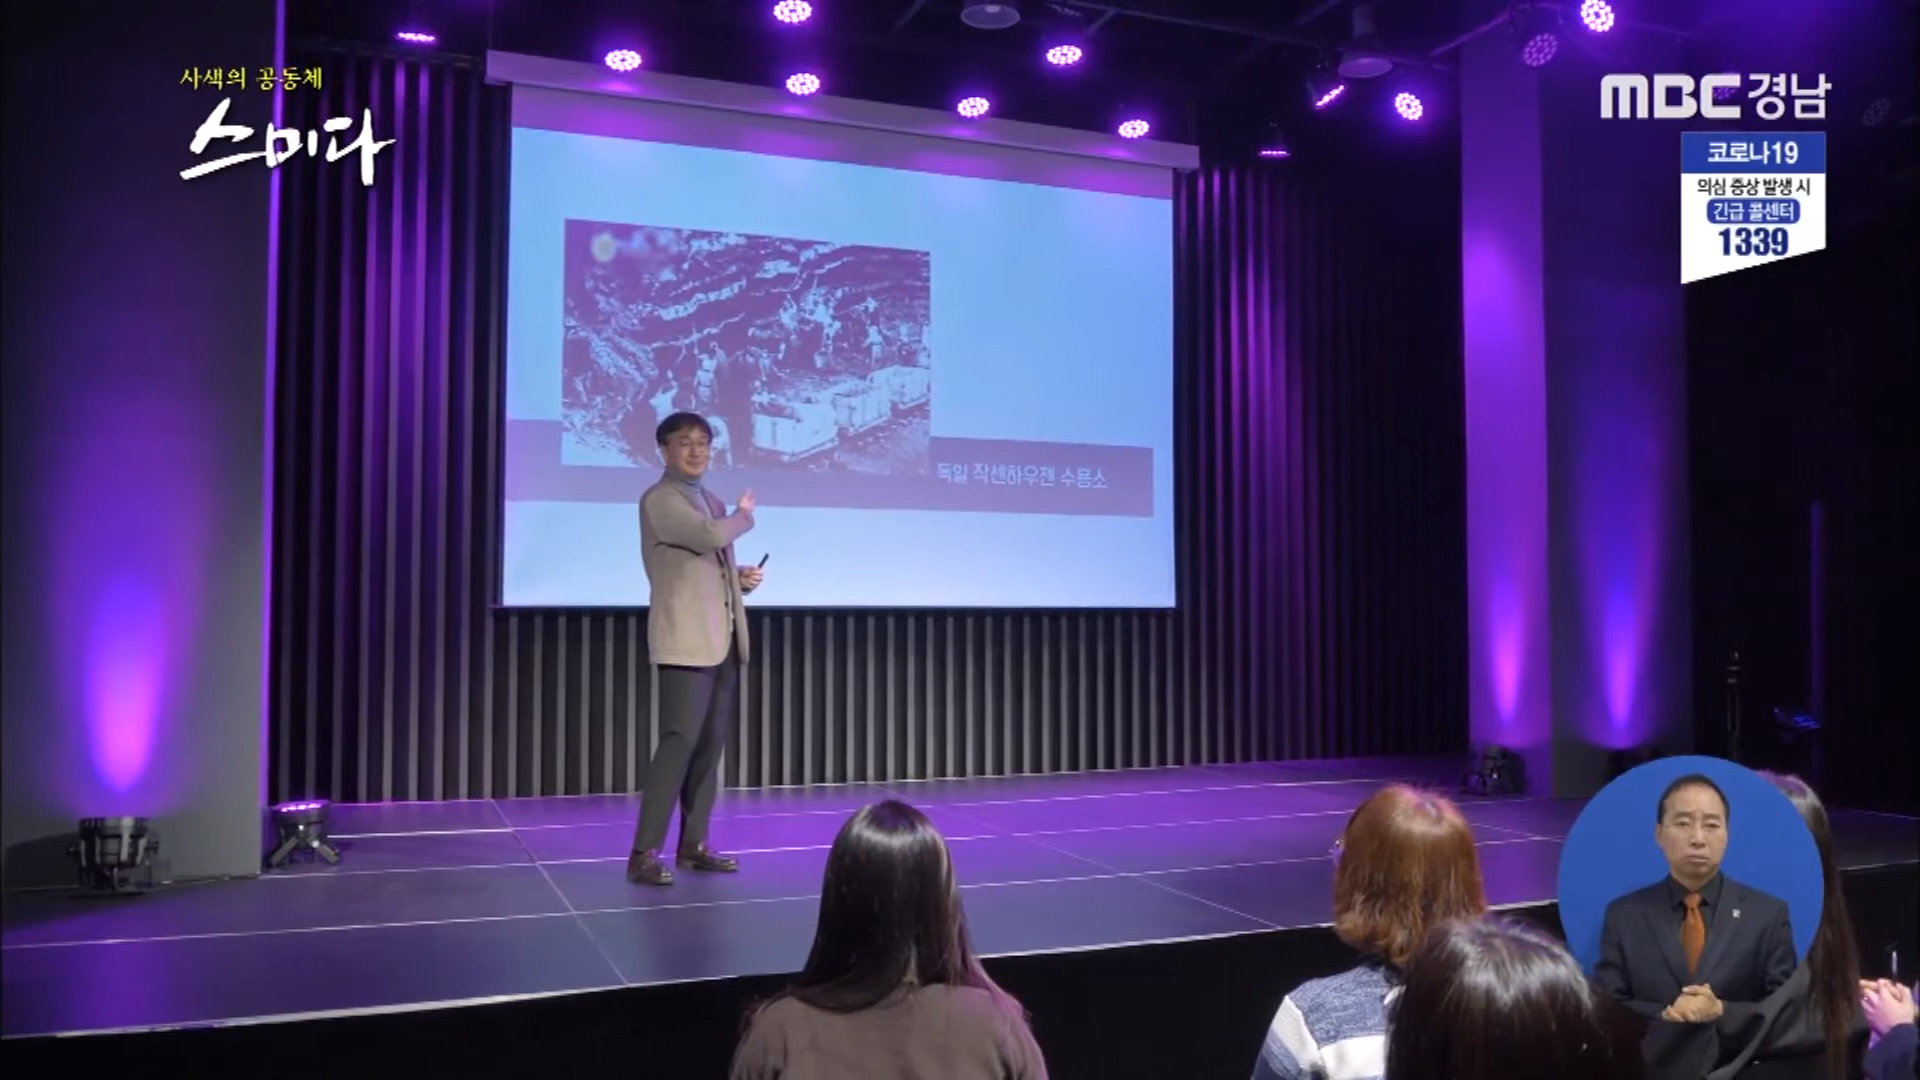 사색의 공동체
스미다
MBC경남
코로나19
의심 증상 발생 시
긴급 콜센터
1339
독일 작센하우젠 수용소